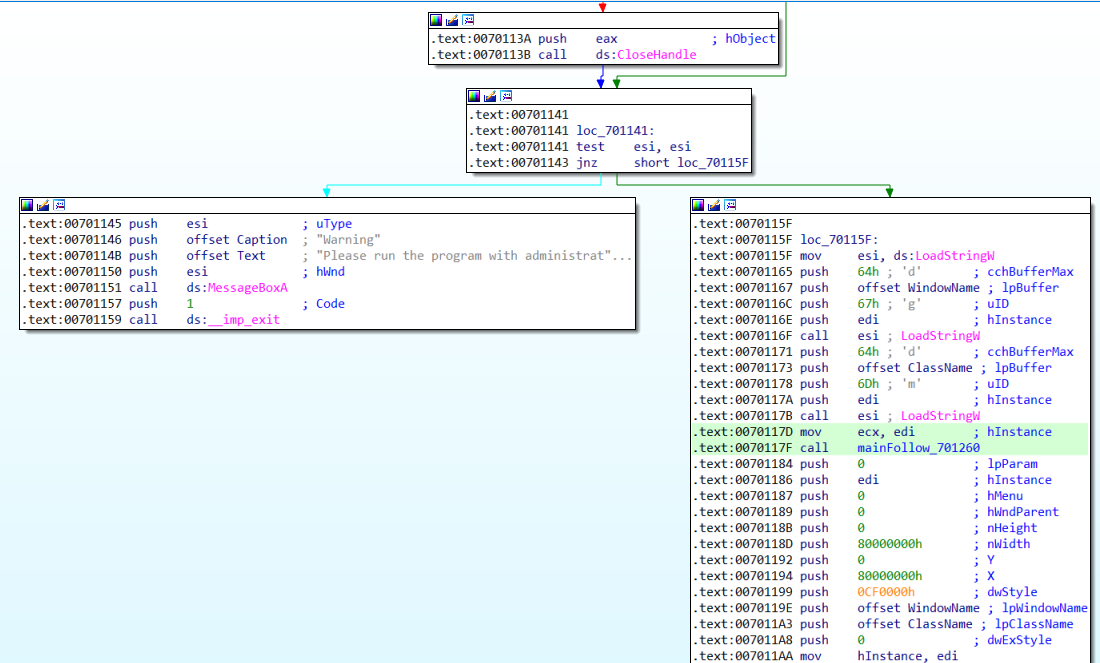 .text:0070113A push    eax             ; hObject
.text:0070113B call    ds:CloseHandle
.text:00701141
.text:00701141 loc_701141:
.text:00701141 test    esi, esi
.text:00701143 jnz     short loc_70115F
.text:00701145 push    esi             ; uType
.text:00701146 push    offset Caption  ; "Warning"
.text:0070114B push    offset Text     ; "Please run the program with administrat"...
.text:00701150 push    esi             ; hWnd
.text:00701151 call    ds:MessageBoxA
.text:00701157 push    1               ; Code
.text:00701159 call    ds:__imp_exit
.text:0070115F
.text:0070115F loc_70115F:
.text:0070115F mov     esi, ds:LoadStringW
.text:00701165 push    64h ; 'd'       ; cchBufferMax
.text:00701167 push    offset WindowName ; lpBuffer
.text:0070116C push    67h ; 'g'       ; uID
.text:0070116E push    edi             ; hInstance
.text:0070116F call    esi ; LoadStringW
.text:00701171 push    64h ; 'd'       ; cchBufferMax
.text:00701173 push    offset ClassName ; lpBuffer
.text:00701178 push    6Dh ; 'm'       ; uID
.text:0070117A push    edi             ; hInstance
.text:0070117B call    esi ; LoadStringW
.text:0070117D mov     ecx, edi        ; hInstance
.text:0070117F call    mainFollow_701260
.text:00701184 push    0               ; lpParam
.text:00701186 push    edi             ; hInstance
.text:00701187 push    0               ; hMenu
.text:00701189 push    0               ; hWndParent
.text:0070118B push    0               ; nHeight
.text:0070118D push    80000000h       ; nWidth
.text:00701192 push    0               ; Y
.text:00701194 push    80000000h       ; X
.text:00701199 push    0CF0000h        ; dwStyle
.text:0070119E push    offset WindowName ; lpWindowName
.text:007011A3 push    offset ClassName ; lpClassName
.text:007011A8 push    0               ; dwExStyle
.text:007011AA mov     hInstance, edi